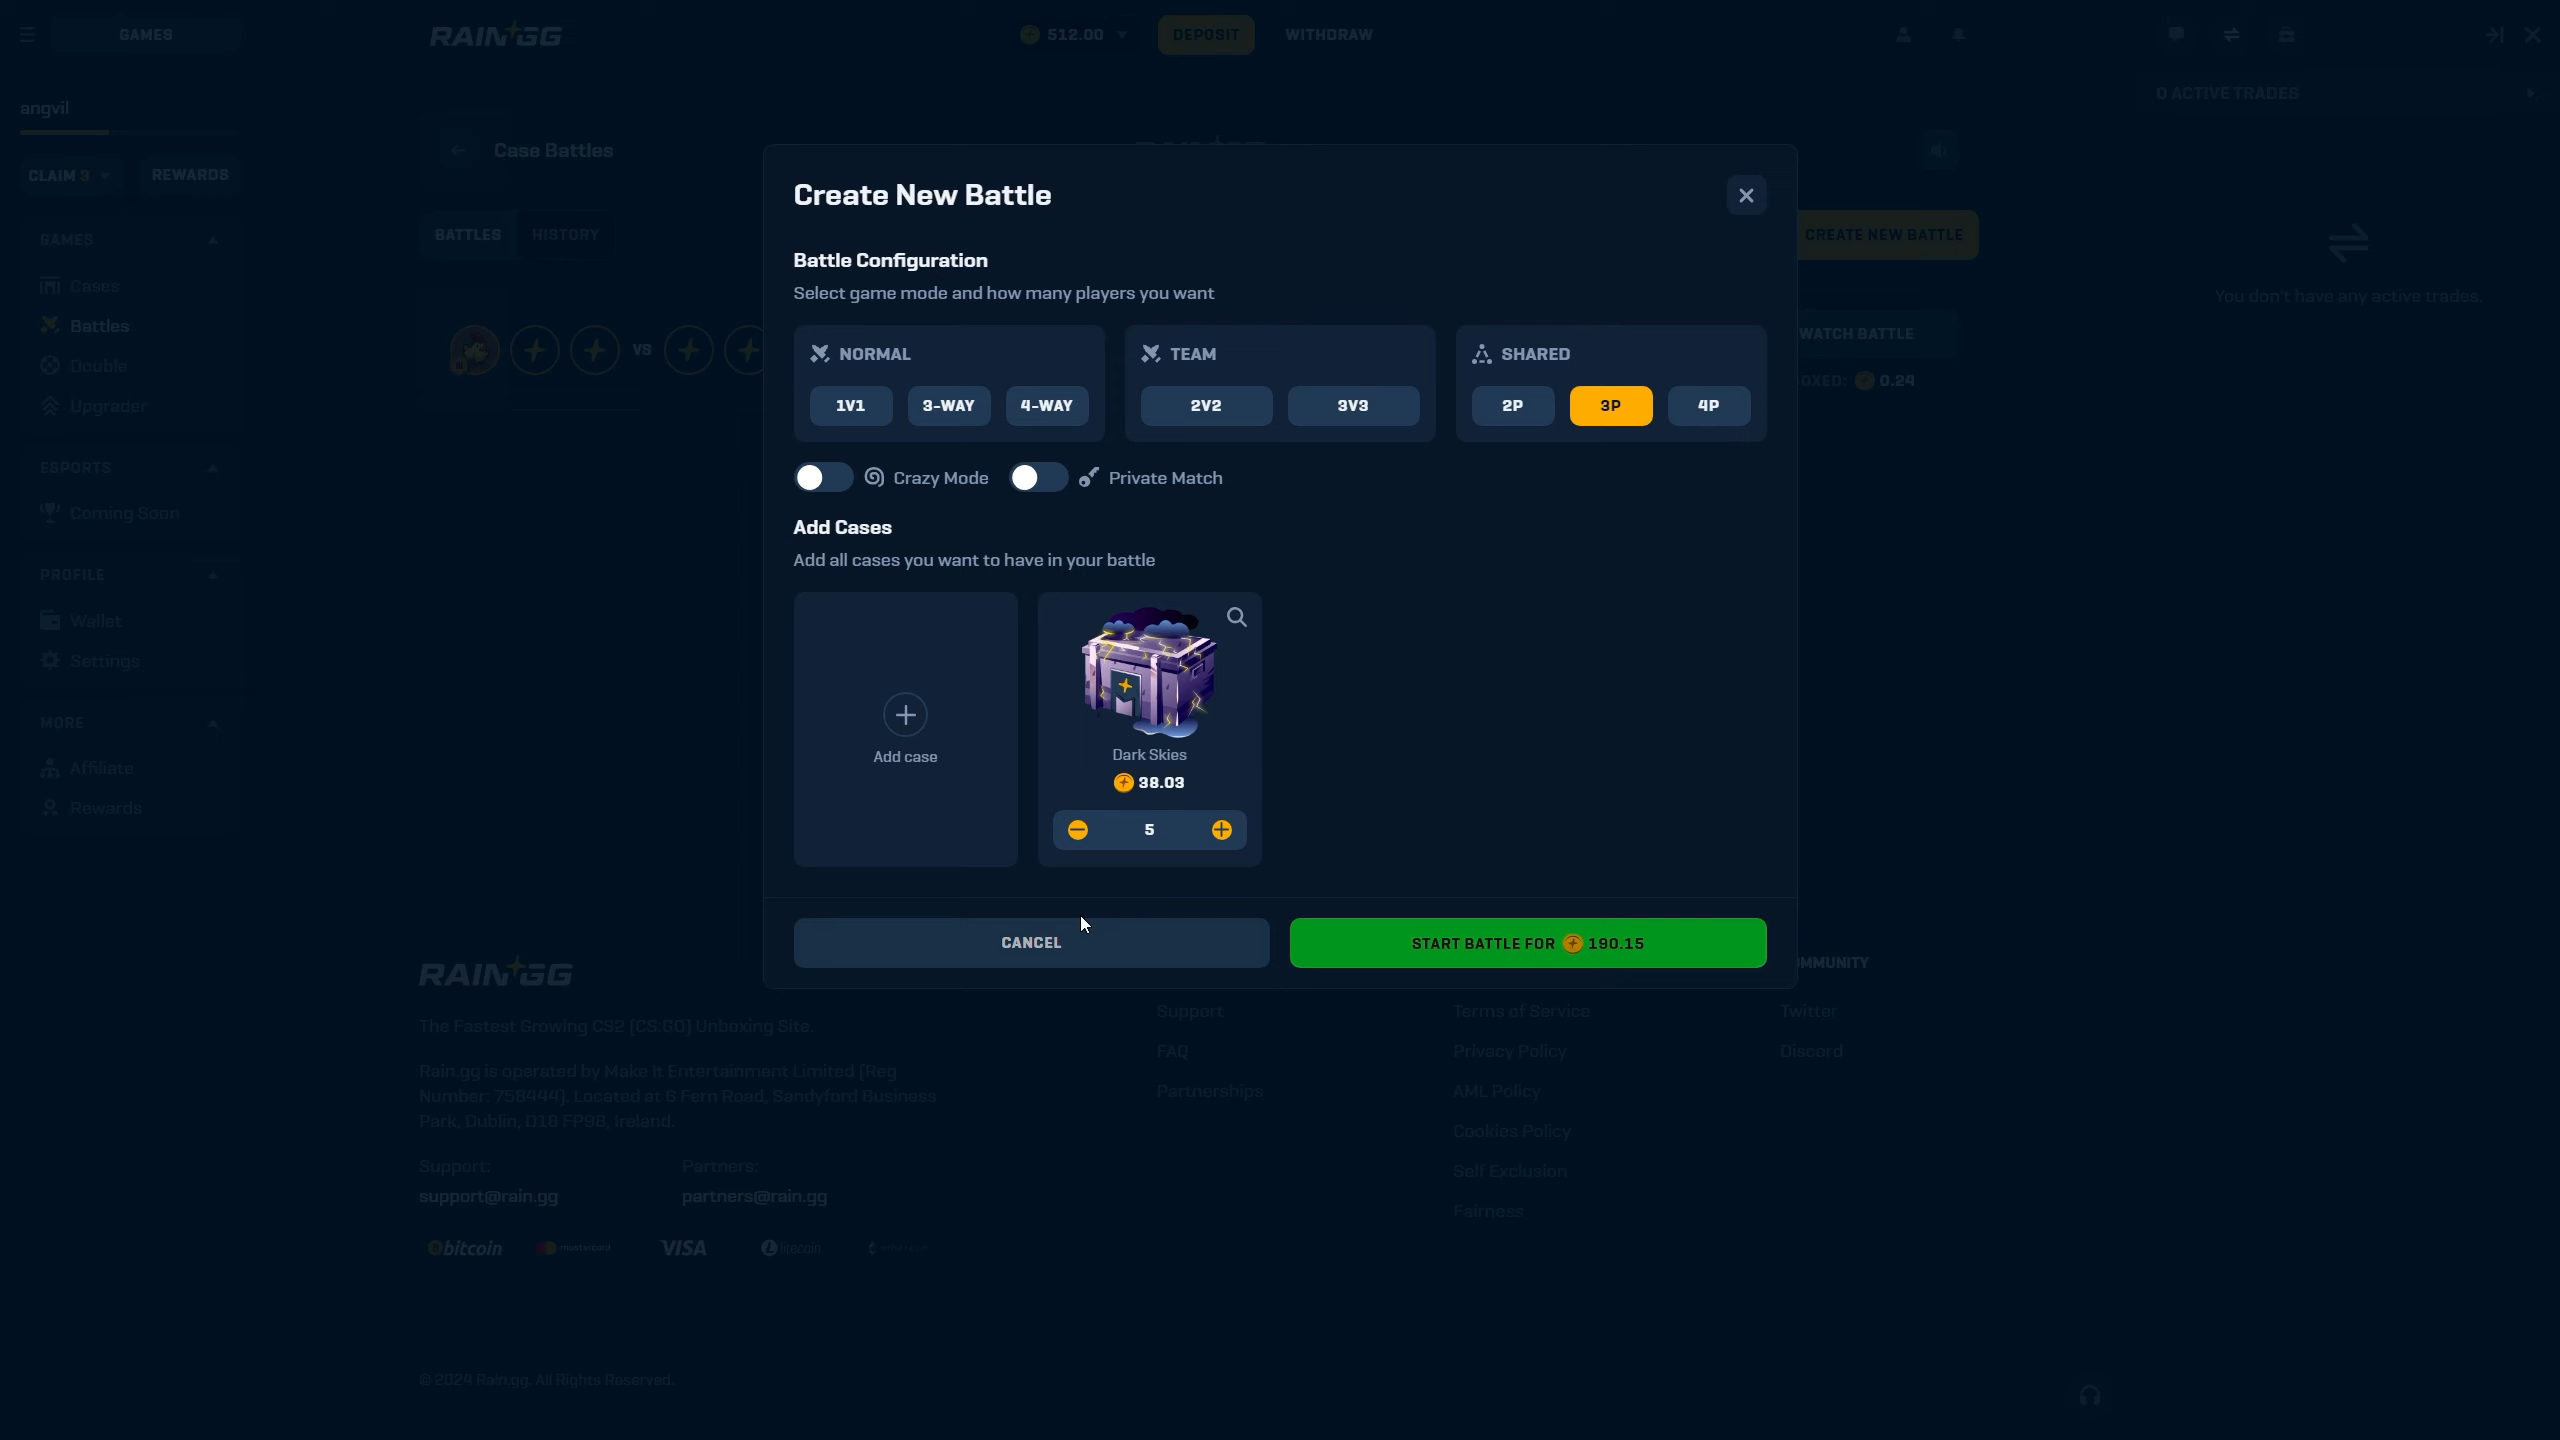 GAMES
RAIN GG
512.00
DEPOSIT
WITHDRAW
angvil
0 ACTIVE TRADES
Case Battles
CLAIM 3
REWARDS
Create New Battle
BATTLES
HISTORY
CREATE NEW BATTLE
GAMES
Battle Configuration
Cases
Select game mode and how many players you want
You don't have any active trades.
Battles
NORMAL
TEAM
SHARED
WATCH BATTLE
VS
Double
OXED: 0.24
Upgrader
1V1
3-WAY
4-WAY
2V2
3V3
2P
3P
4P
ESPORTS
Crazy Mode
Private Match
Coming Soon
Add Cases
Add all cases you want to have in your battle
PROFILE
Wallet
Settings
MORE
Add case
Dark Skies
38.03
Affiliate
Rewards
5
CANCEL
START BATTLE FOR 190.15
RAIN GG
OMMUNITY
The Fastest Growing CS2 (CS:GO) Unboxing Site.
Support
Terms of Service
Twitter
FAQ
Privacy Policy
Discord
Rain.gg is operated by Make It Entertainment Limited (Reg
Number: 758444). Located at 6 Fern Road, Sandyford Business
Park, Dublin, D18 FP98, Ireland.
Partnerships
AML Policy
Cookies Policy
Support:
Partners:
Self Exclusion
support@rain.gg
partners@rain.gg
Fairness
bitcoin
mastercard
VISA
litecoin
© 2024 Rain.gg. All Rights Reserved.